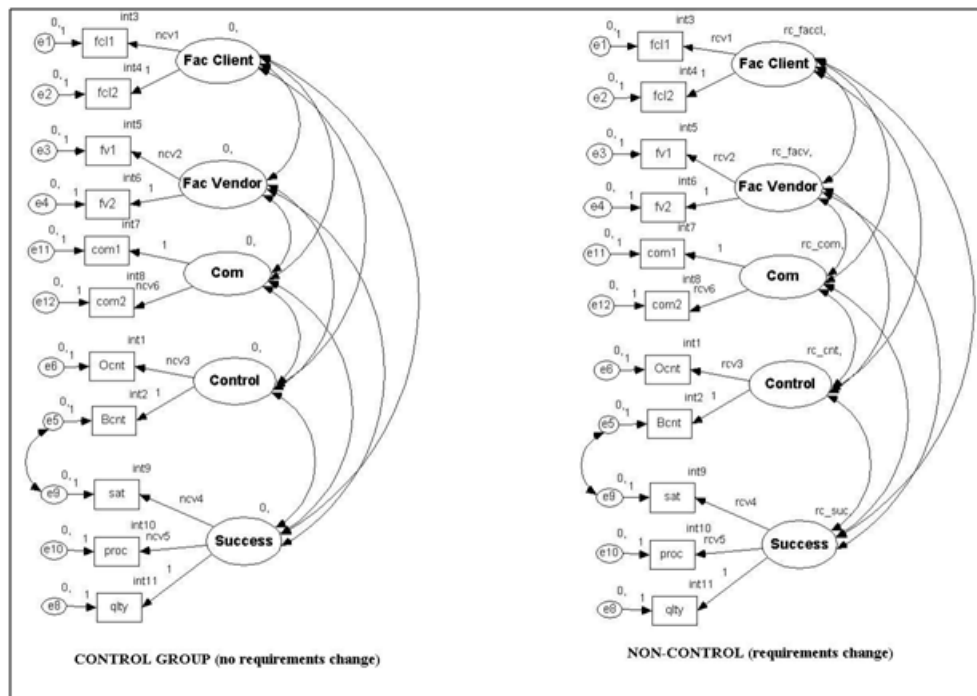 int3
0,
1
e1
fcl1
ncv1
0,
Fac Client
int4
0,
1
e2
fcl2
1
int5
0,
1
e3
fv1
ncv2
0,
Fac Vendor
int6
0,
1
e4
fv2
1
int7
0,
1
e11
com1
1
0,
Com
int8
0,
1
e12
com2
ncv6
int1
0,
1
e6
Ocnt
ncv3
0,
Control
int2
0,
1
e5
Bcnt
1
int9
0,
1
e9
sat
ncv4
0,
Success
int10
0,
1
e10
proc
ncv5
int11
0,
1
e8
qlty
1
CONTROL GROUP (no requirements change)
int3
0,
1
e1
fcl1
rcv1
rc_faccl,
Fac Client
int4
0,
1
e2
fcl2
1
int5
0,
1
e3
fv1
rcv2
rc_facv,
Fac Vendor
int6
0,
1
e4
fv2
1
int7
0,
1
e11
com1
1
rc_com,
Com
int8
0,
1
e12
com2
rcv6
int1
0,
1
e6
Ocnt
rcv3
rc_cnt,
Control
int2
0,
1
e5
Bcnt
1
int9
0,
1
e9
sat
rcv4
rc_suc,
Success
int10
0,
1
e10
proc
rcv5
int11
0,
1
e8
qlty
1
NON-CONTROL (requirements change)